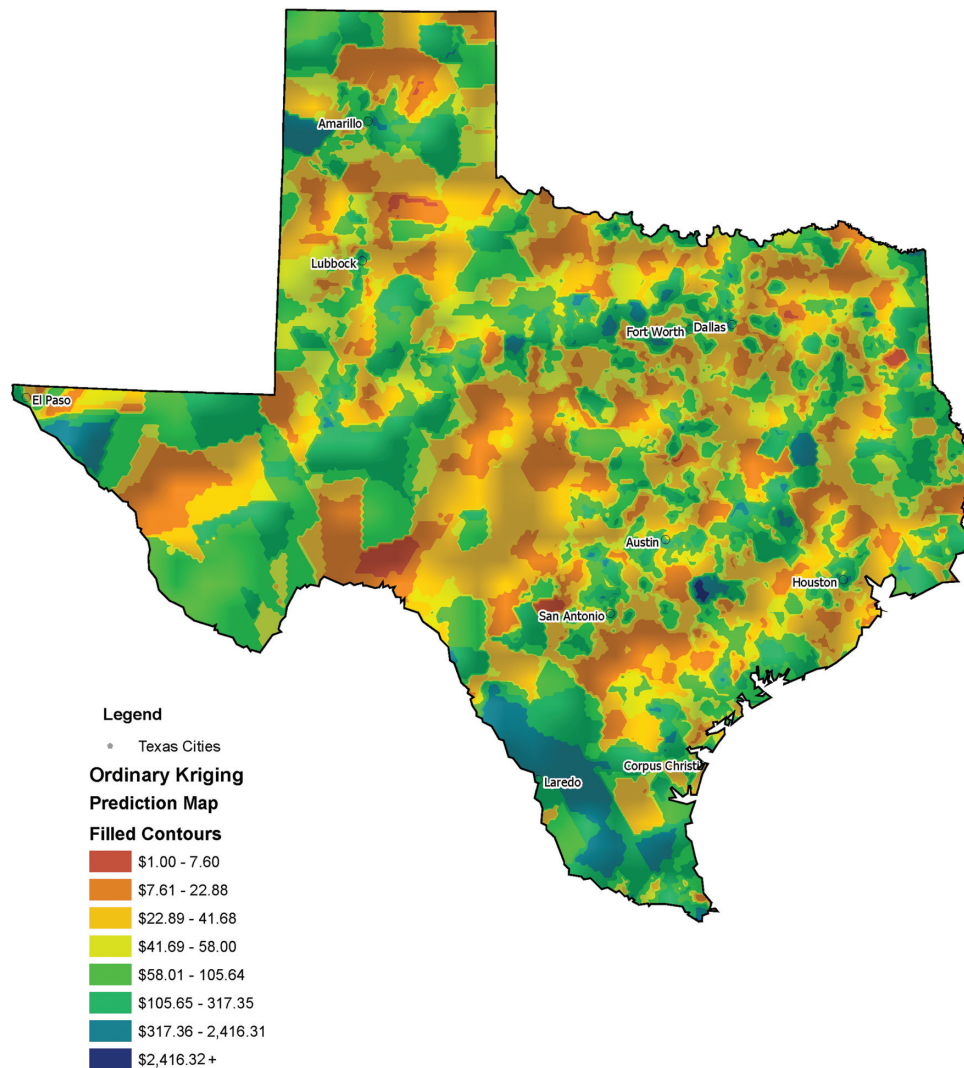 Amarillo
Lubbock
Fort Worth
Dallas
El Paso
Austin
Houston
San Antonio
Corpus Christi
Laredo
Legend
Texas Cities
Ordinary Kriging
Prediction Map
Filled Contours
$1.00 - 7.60
$7.61 - 22.88
$22.89 - 41.68
$41.69 - 58.00
$58.01 - 105.64
$105.65 - 317.35
$317.36 - 2,416.31
$2,416.32 +